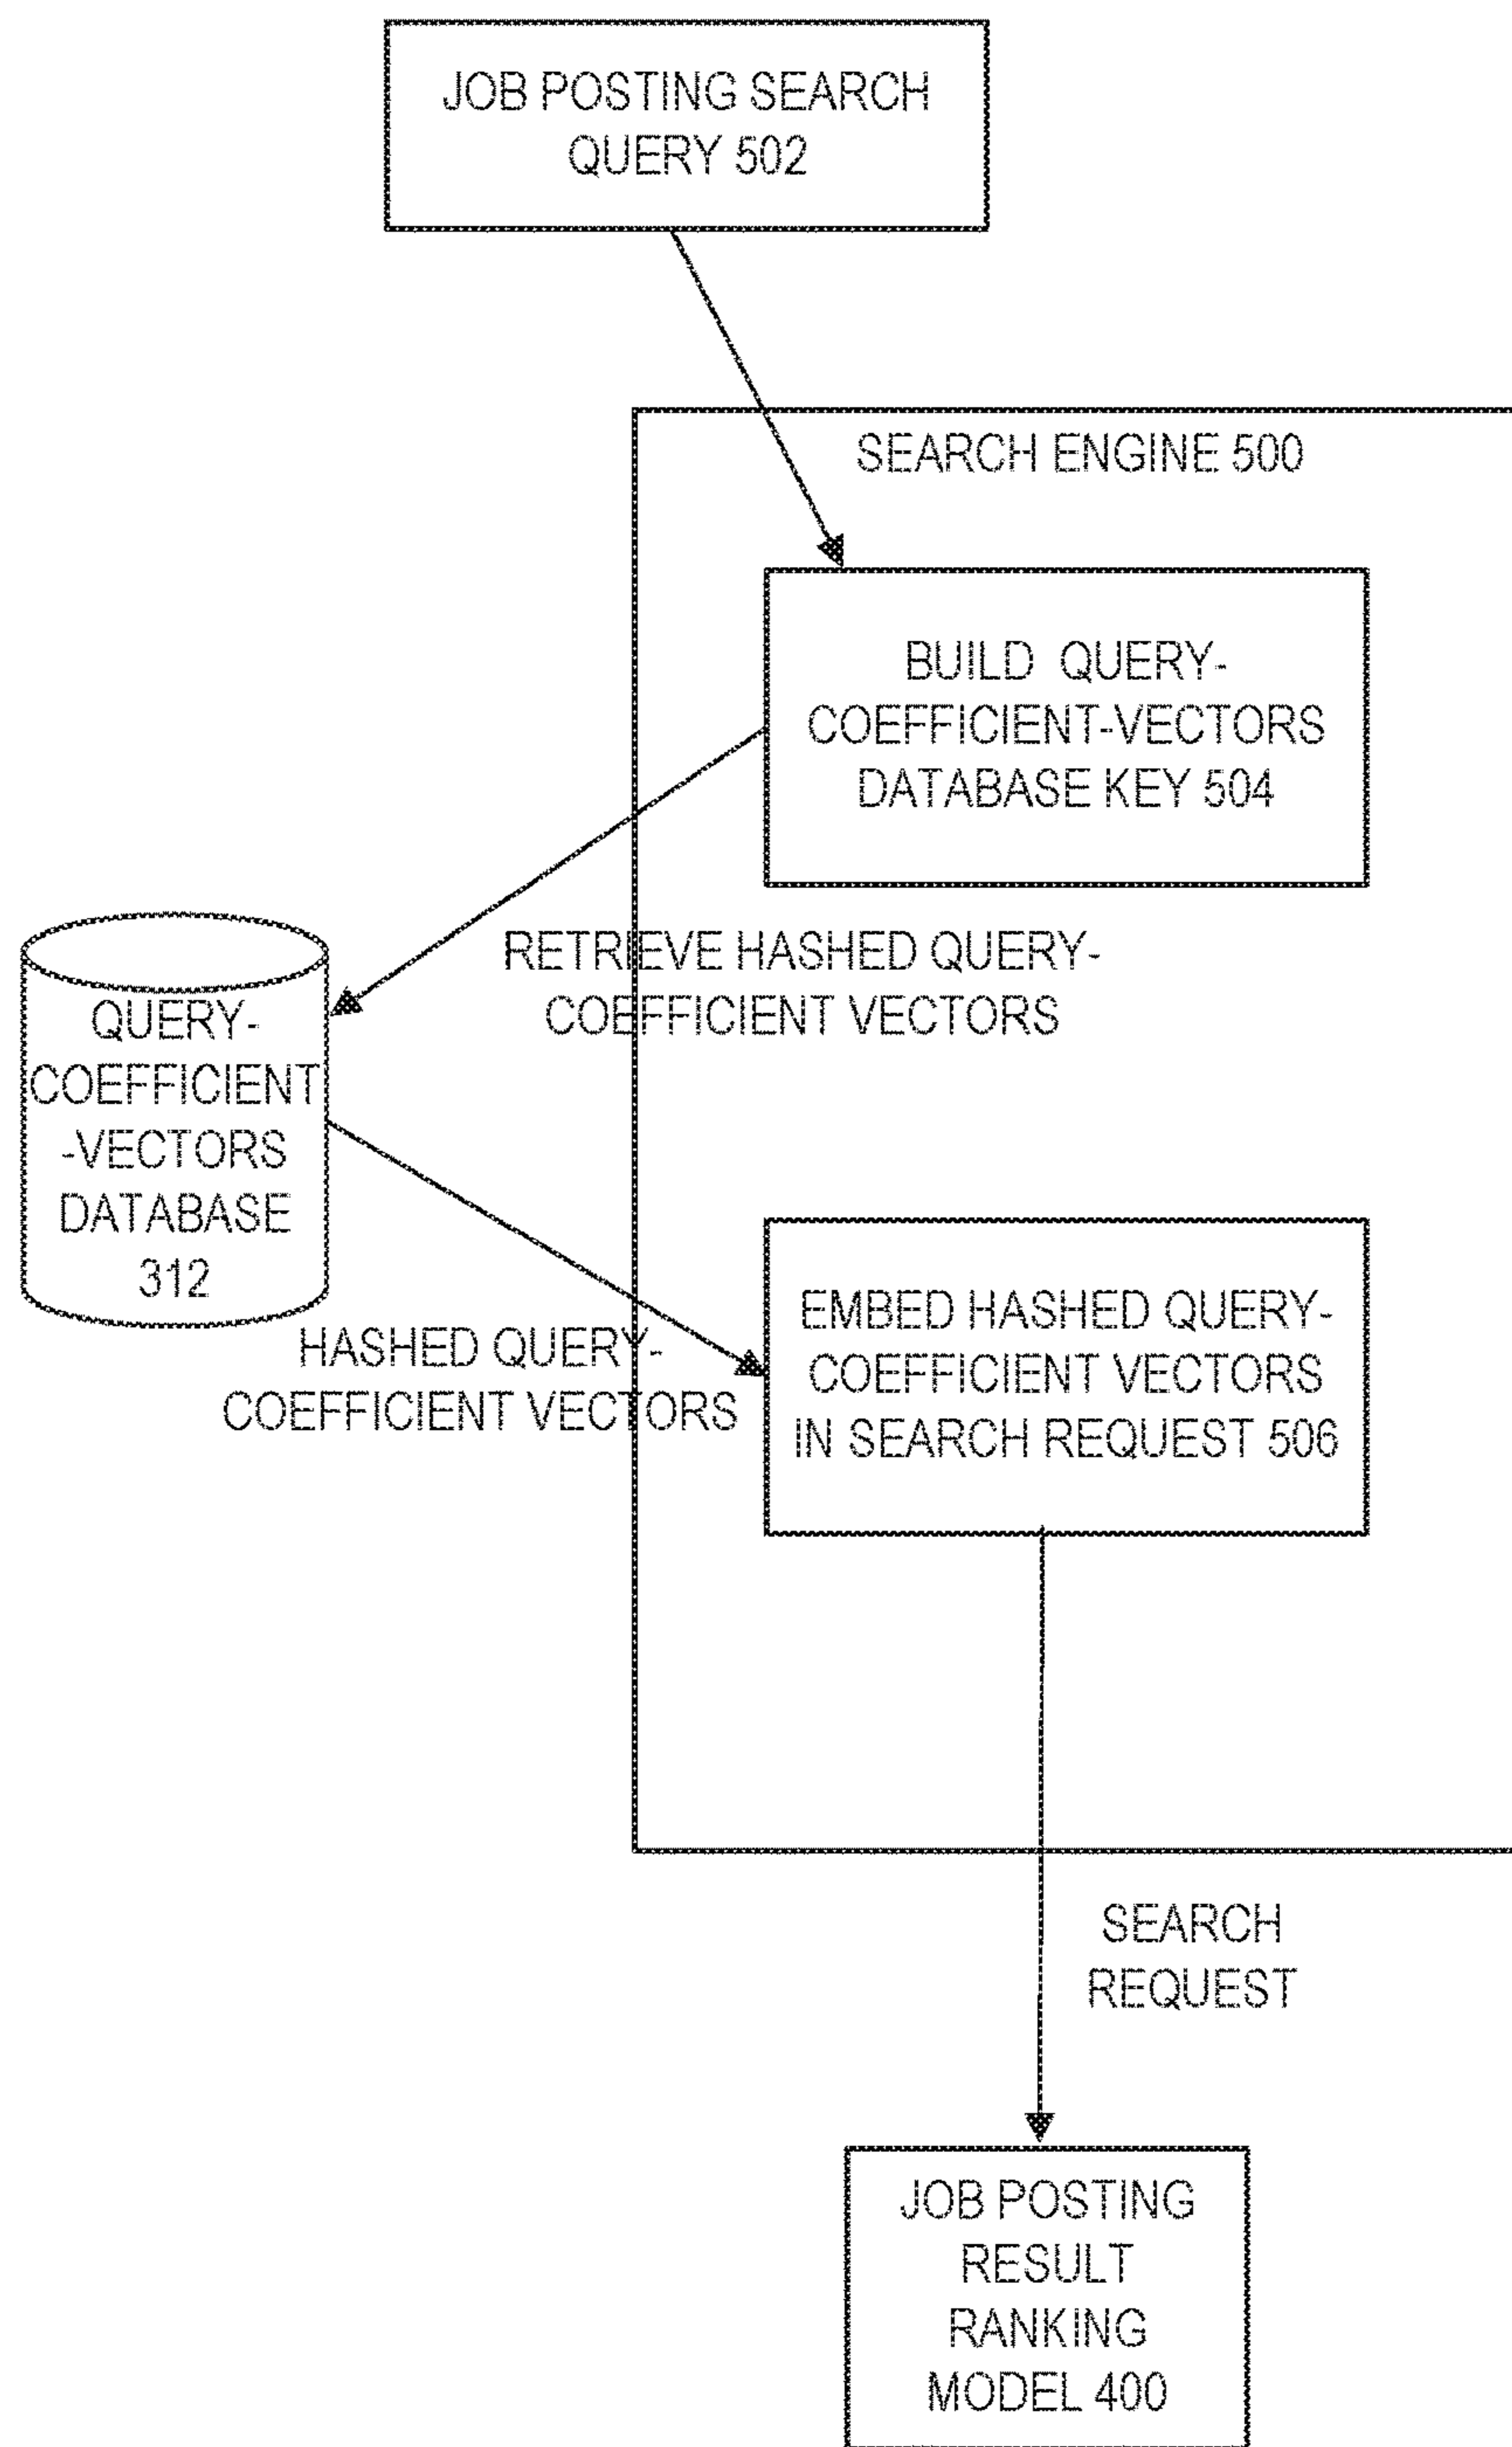 JOB POSTING SEARCH
QUERY 502
SEARCH ENGINE 500
BUILD QUERY-
COEFFICIENT-VECTORS
DATABASE KEY 504
RETRIEVE HASHED QUERY-
COEFFICIENT VECTORS
QUERY-
COEFFICIENT
-VECTORS
DATABASE
312
HASHED QUERY-
COEFFICIENT VECTORS
EMBED HASHED QUERY-
COEFFICIENT VECTORS
IN SEARCH REQUEST 506
SEARCH
REQUEST
JOB POSTING
RESULT
RANKING
MODEL 400